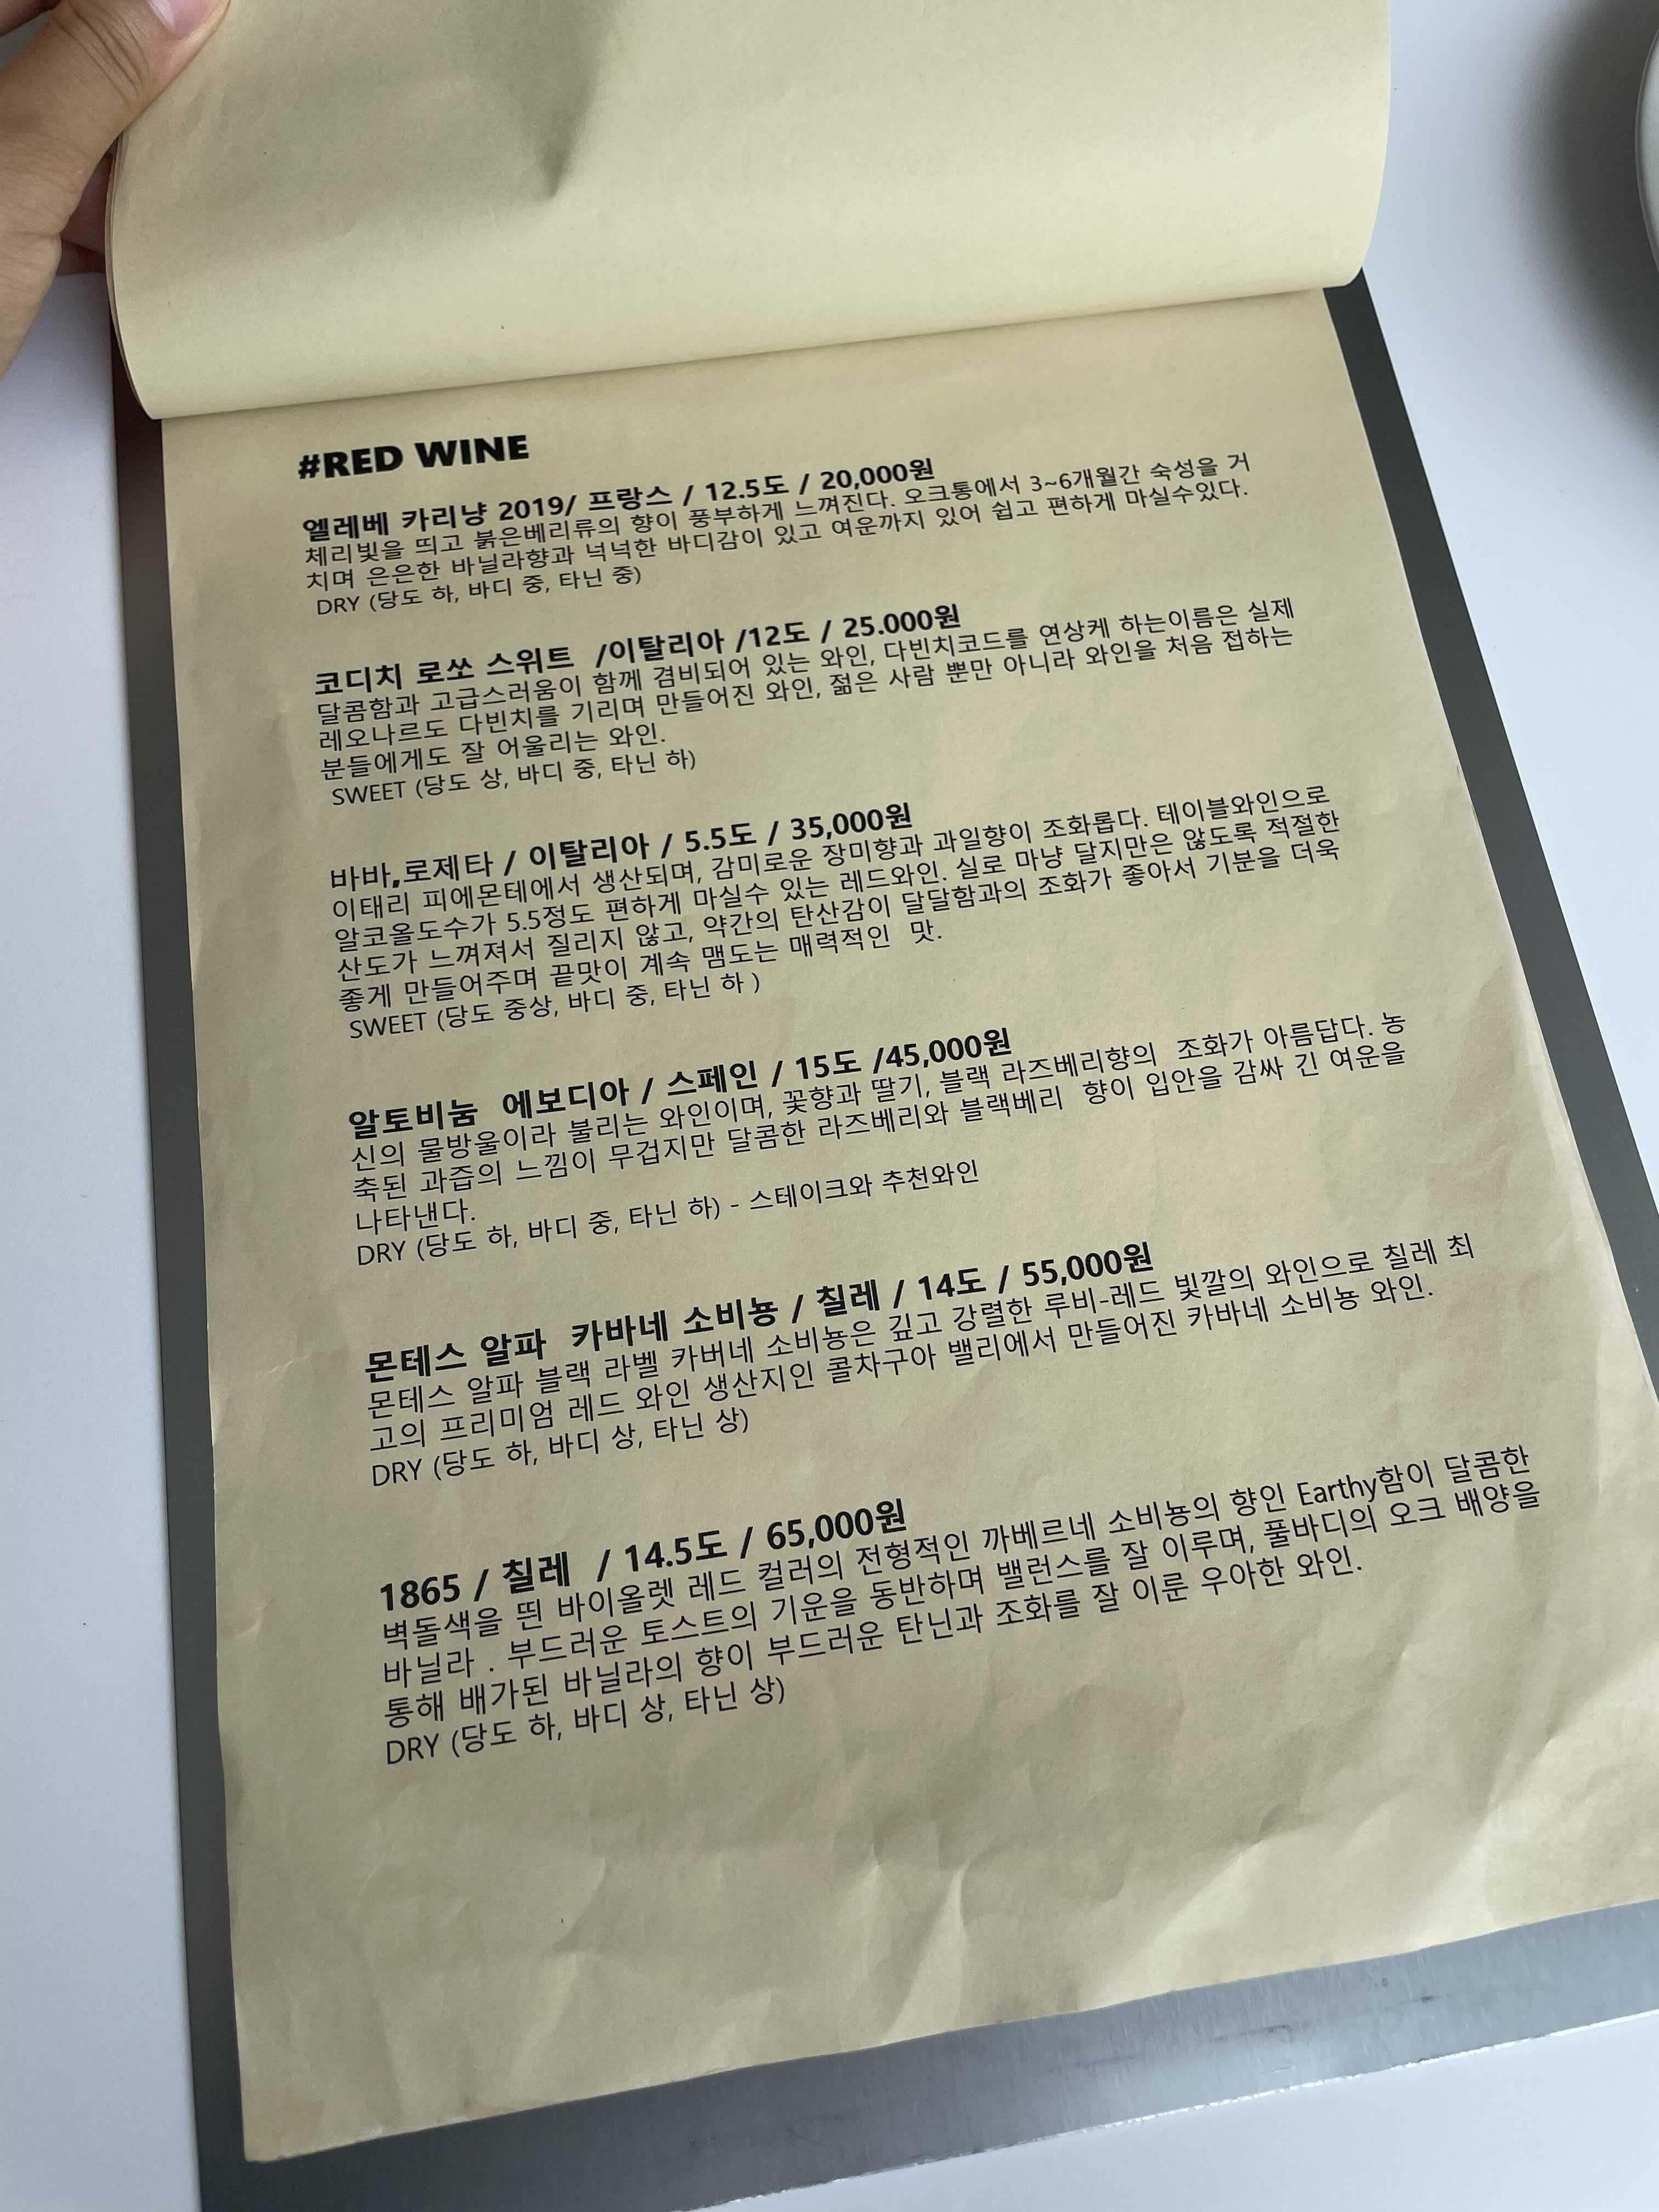 #RED WINE
엘레베 카리냥 2019/ 프랑스 / 12.5도 / 20,000원
체리빛을 띄고 붉은베리류의 향이 풍부하게 느껴진다. 오크통에서 3~6개월간 숙성을 거
치며 은은한 바닐라향과 넉넉한 바디감이 있고 여운까지 있어 쉽고 편하게 마실수있다.
DRY (당도 하, 바디 중, 타닌 중)
코디치 로쏘 스위트 /이탈리아 /12도 / 25.000원
달콤함과 고급스러움이 함께 겸비되어 있는 와인, 다빈치코드를 연상케 하는이름은 실제
레오나르도 다빈치를 기리며 만들어진 와인, 젊은 사람 뿐만 아니라 와인을 처음 접하는
분들에게도 잘 어울리는 와인.
SWEET (당도 상, 바디 중, 타닌 하)
바바,로제타 / 이탈리아 / 5.5도 / 35,000원
이태리 피에몬테에서 생산되며, 감미로운 장미향과 과일향이 조화롭다. 테이블와인으로
알코올도수가 5.5정도 편하게 마실수 있는 레드와인. 실로 마냥 달지만은 않도록 적절한
산도가 느껴져서 질리지 않고, 약간의 탄산감이 달달함과의 조화가 좋아서 기분을 더욱
좋게 만들어주며 끝맛이 계속 맴도는 매력적인 맛.
SWEET (당도 중상, 바디 중, 타닌 하 )
알토비눔 에보디아 / 스페인 / 15도 /45,000원
신의 물방울이라 불리는 와인이며, 꽃향과 딸기, 블랙 라즈베리향의 조화가 아름답다. 농
축된 과즙의 느낌이 무겁지만 달콤한 라즈베리와 블랙베리 향이 입안을 감싸 긴 여운을
나타낸다.
DRY (당도 하, 바디 중, 타닌 하) - 스테이크와 추천와인
몬테스 알파 카바네 소비뇽 / 칠레 / 14도 / 55,000원
몬테스 알파 블랙 라벨 카버네 소비뇽은 깊고 강렬한 루비-레드 빛깔의 와인으로 칠레 최
고의 프리미엄 레드 와인 생산지인 콜차구아 밸리에서 만들어진 카바네 소비뇽 와인.
DRY (당도 하, 바디 상, 타닌 상)
1865 / 칠레 / 14.5도 / 65,000원
벽돌색을 띈 바이올렛 레드 컬러의 전형적인 까베르네 소비뇽의 향인 Earthy함이 달콤한
바닐라 . 부드러운 토스트의 기운을 동반하며 밸런스를 잘 이루며, 풀바디의 오크 배양을
통해 배가된 바닐라의 향이 부드러운 탄닌과 조화를 잘 이룬 우아한 와인.
DRY (당도 하, 바디 상, 타닌 상)